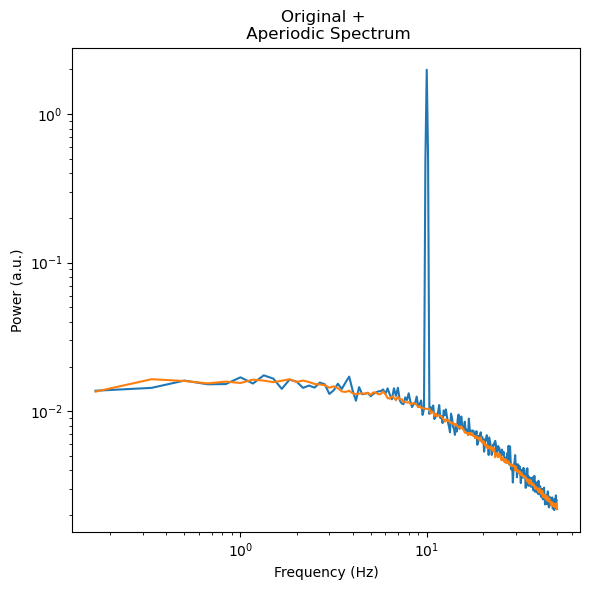 Original +
Aperiodic Spectrum
10⁰
10⁻¹
10⁻²
Power (a.u.)
10⁰
10¹
Frequency (Hz)